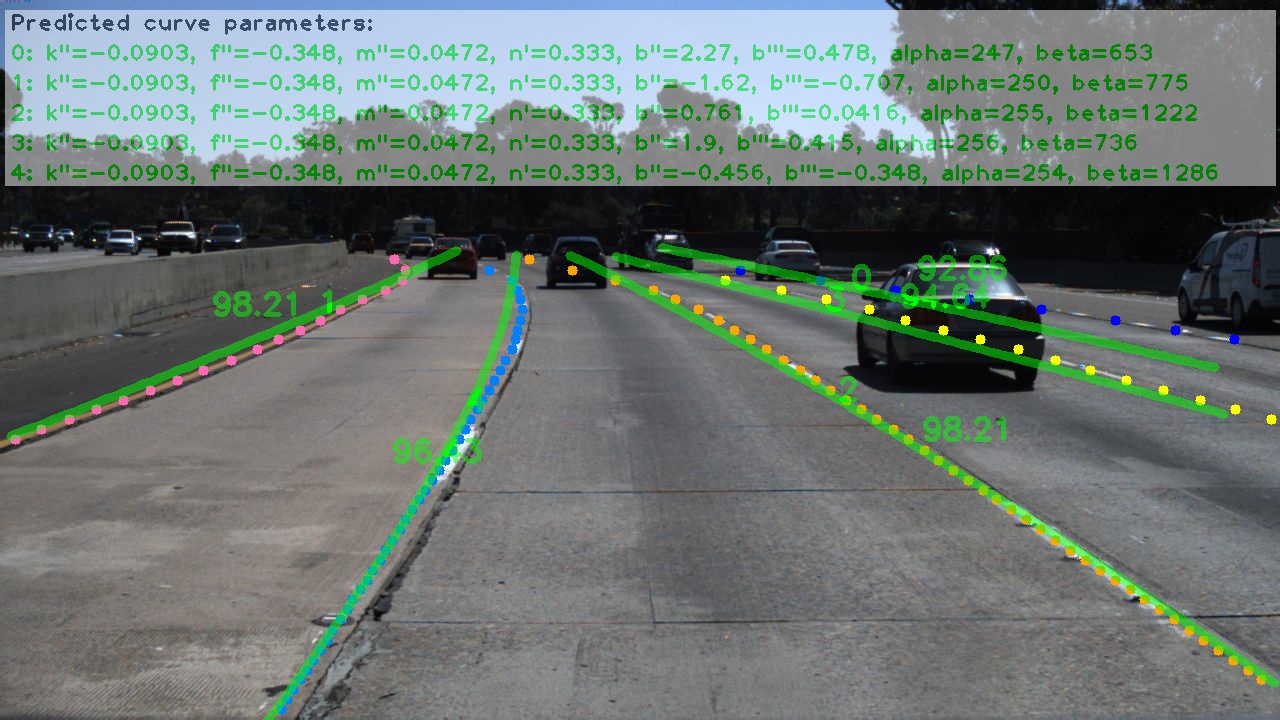 Predicted curve parameters:
0: k''=-0.0903, f''=-0.348, m''=0.0472, n'=0.333, b''=2.27, b'''=0.478, alpha=247, beta=653
1: k''=-0.0903, f''=-0.348, m''=0.0472, n'=0.333, b''=-1.62, b'''=-0.707, alpha=250, beta=775
2: k''=-0.0903, f''=-0.348, m''=0.0472, n'=0.333, b''=0.761, b'''=0.0416, alpha=255, beta=1222
3: k''=-0.0903, f''=-0.348, m''=0.0472, n'=0.333, b''=1.9, b'''=0.415, alpha=256, beta=736
4: k''=-0.0903, f''=-0.348, m''=0.0472, n'=0.333, b''=-0.456, b'''=-0.348, alpha=254, beta=1286
0 92.86
98.21 1
3 94.64
2
98.21